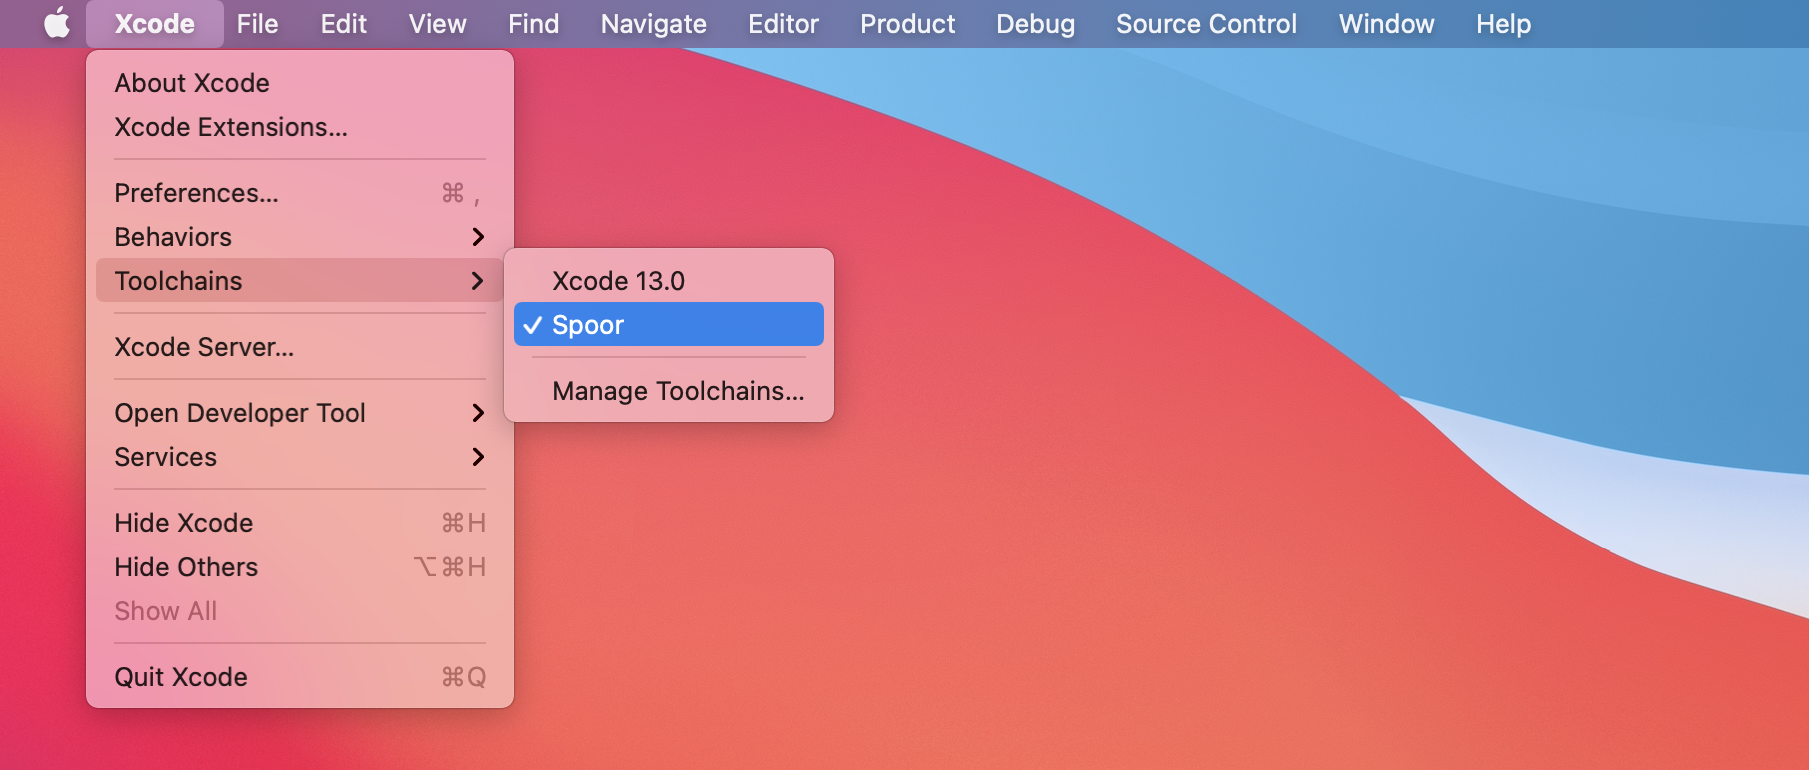 Xcode File Edit View Find Navigate Editor Product Debug Source Control Window Help
About Xcode
Xcode Extensions...
Preferences... ⌘ ,
Behaviors
Toolchains
Xcode 13.0
✓ Spoor
Manage Toolchains...
Xcode Server...
Open Developer Tool
Services
Hide Xcode ⌘H
Hide Others ⌥⌘H
Show All
Quit Xcode ⌘Q